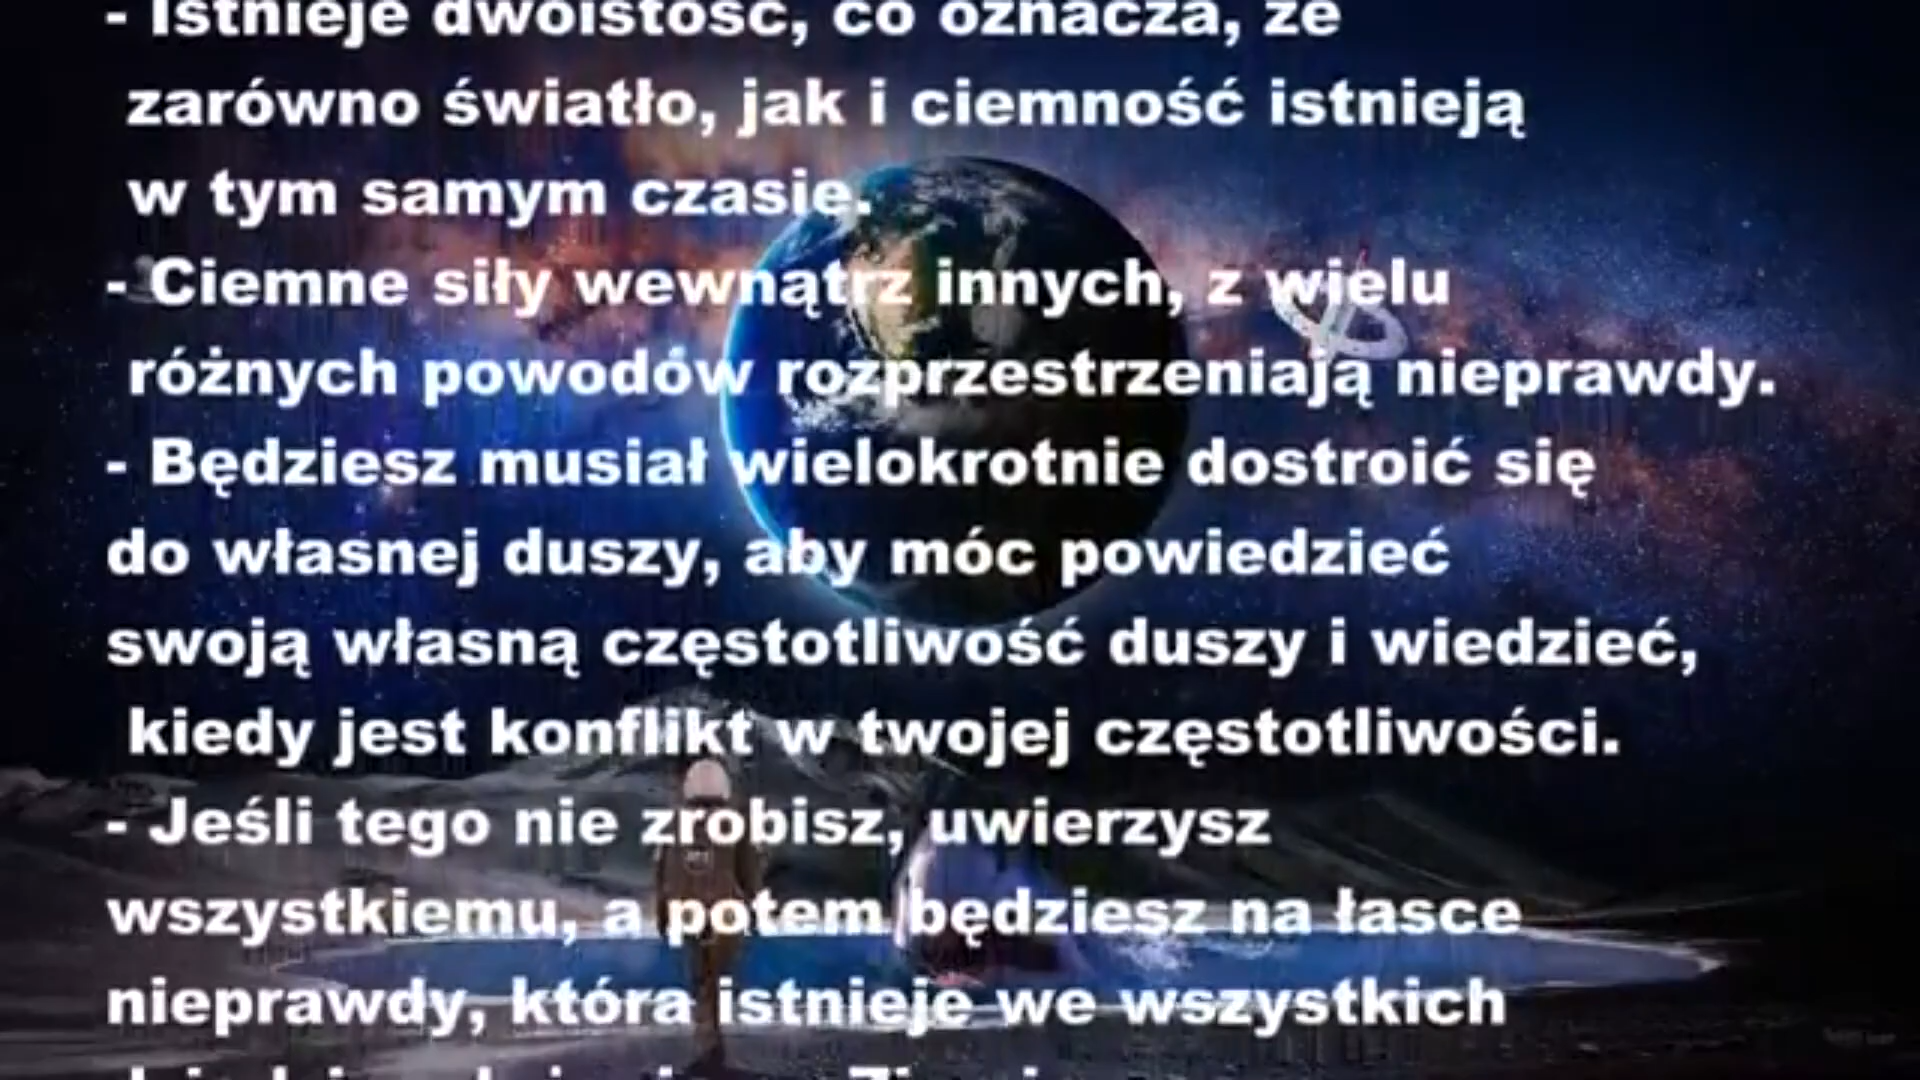 - Istnieje dwoistość, co oznacza, że
zarówno światło, jak i ciemność istnieją
w tym samym czasie.
- Ciemne siły wewnątrz innych, z wielu
różnych powodów rozprzestrzeniają nieprawdy.
- Będziesz musiał wielokrotnie dostroić się
do własnej duszy, aby móc powiedzieć
swoją własną częstotliwość duszy i wiedzieć,
kiedy jest konflikt w twojej częstotliwości.
- Jeśli tego nie zrobisz, uwierzysz
wszystkiemu, a potem będziesz na łasce
nieprawdy, która istnieje we wszystkich